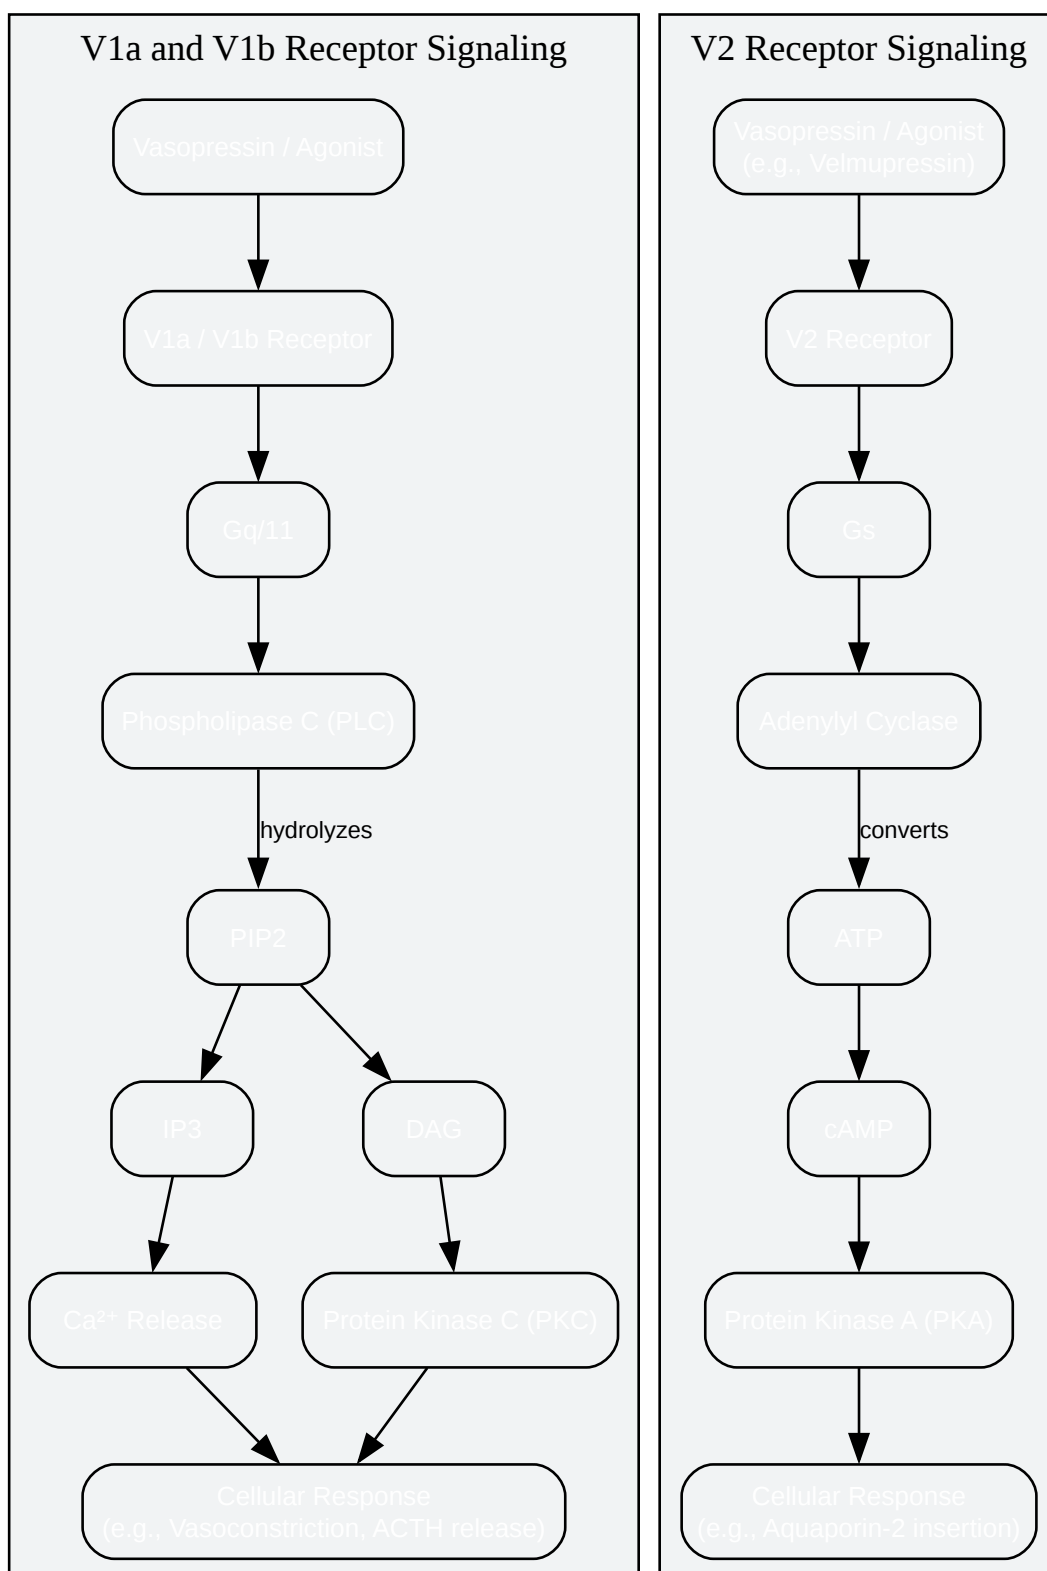 V1a and V1b Receptor Signaling
Vasopressin / Agonist
V1a / V1b Receptor
Gq/11
Phospholipase C (PLC)
hydrolyzes
PIP2
IP3
DAG
Ca²⁺ Release
Protein Kinase C (PKC)
Cellular Response
(e.g., Vasoconstriction, ACTH release)
V2 Receptor Signaling
Vasopressin / Agonist
(e.g., Velmupressin)
V2 Receptor
Gs
Adenylyl Cyclase
converts
ATP
cAMP
Protein Kinase A (PKA)
Cellular Response
(e.g., Aquaporin-2 insertion)